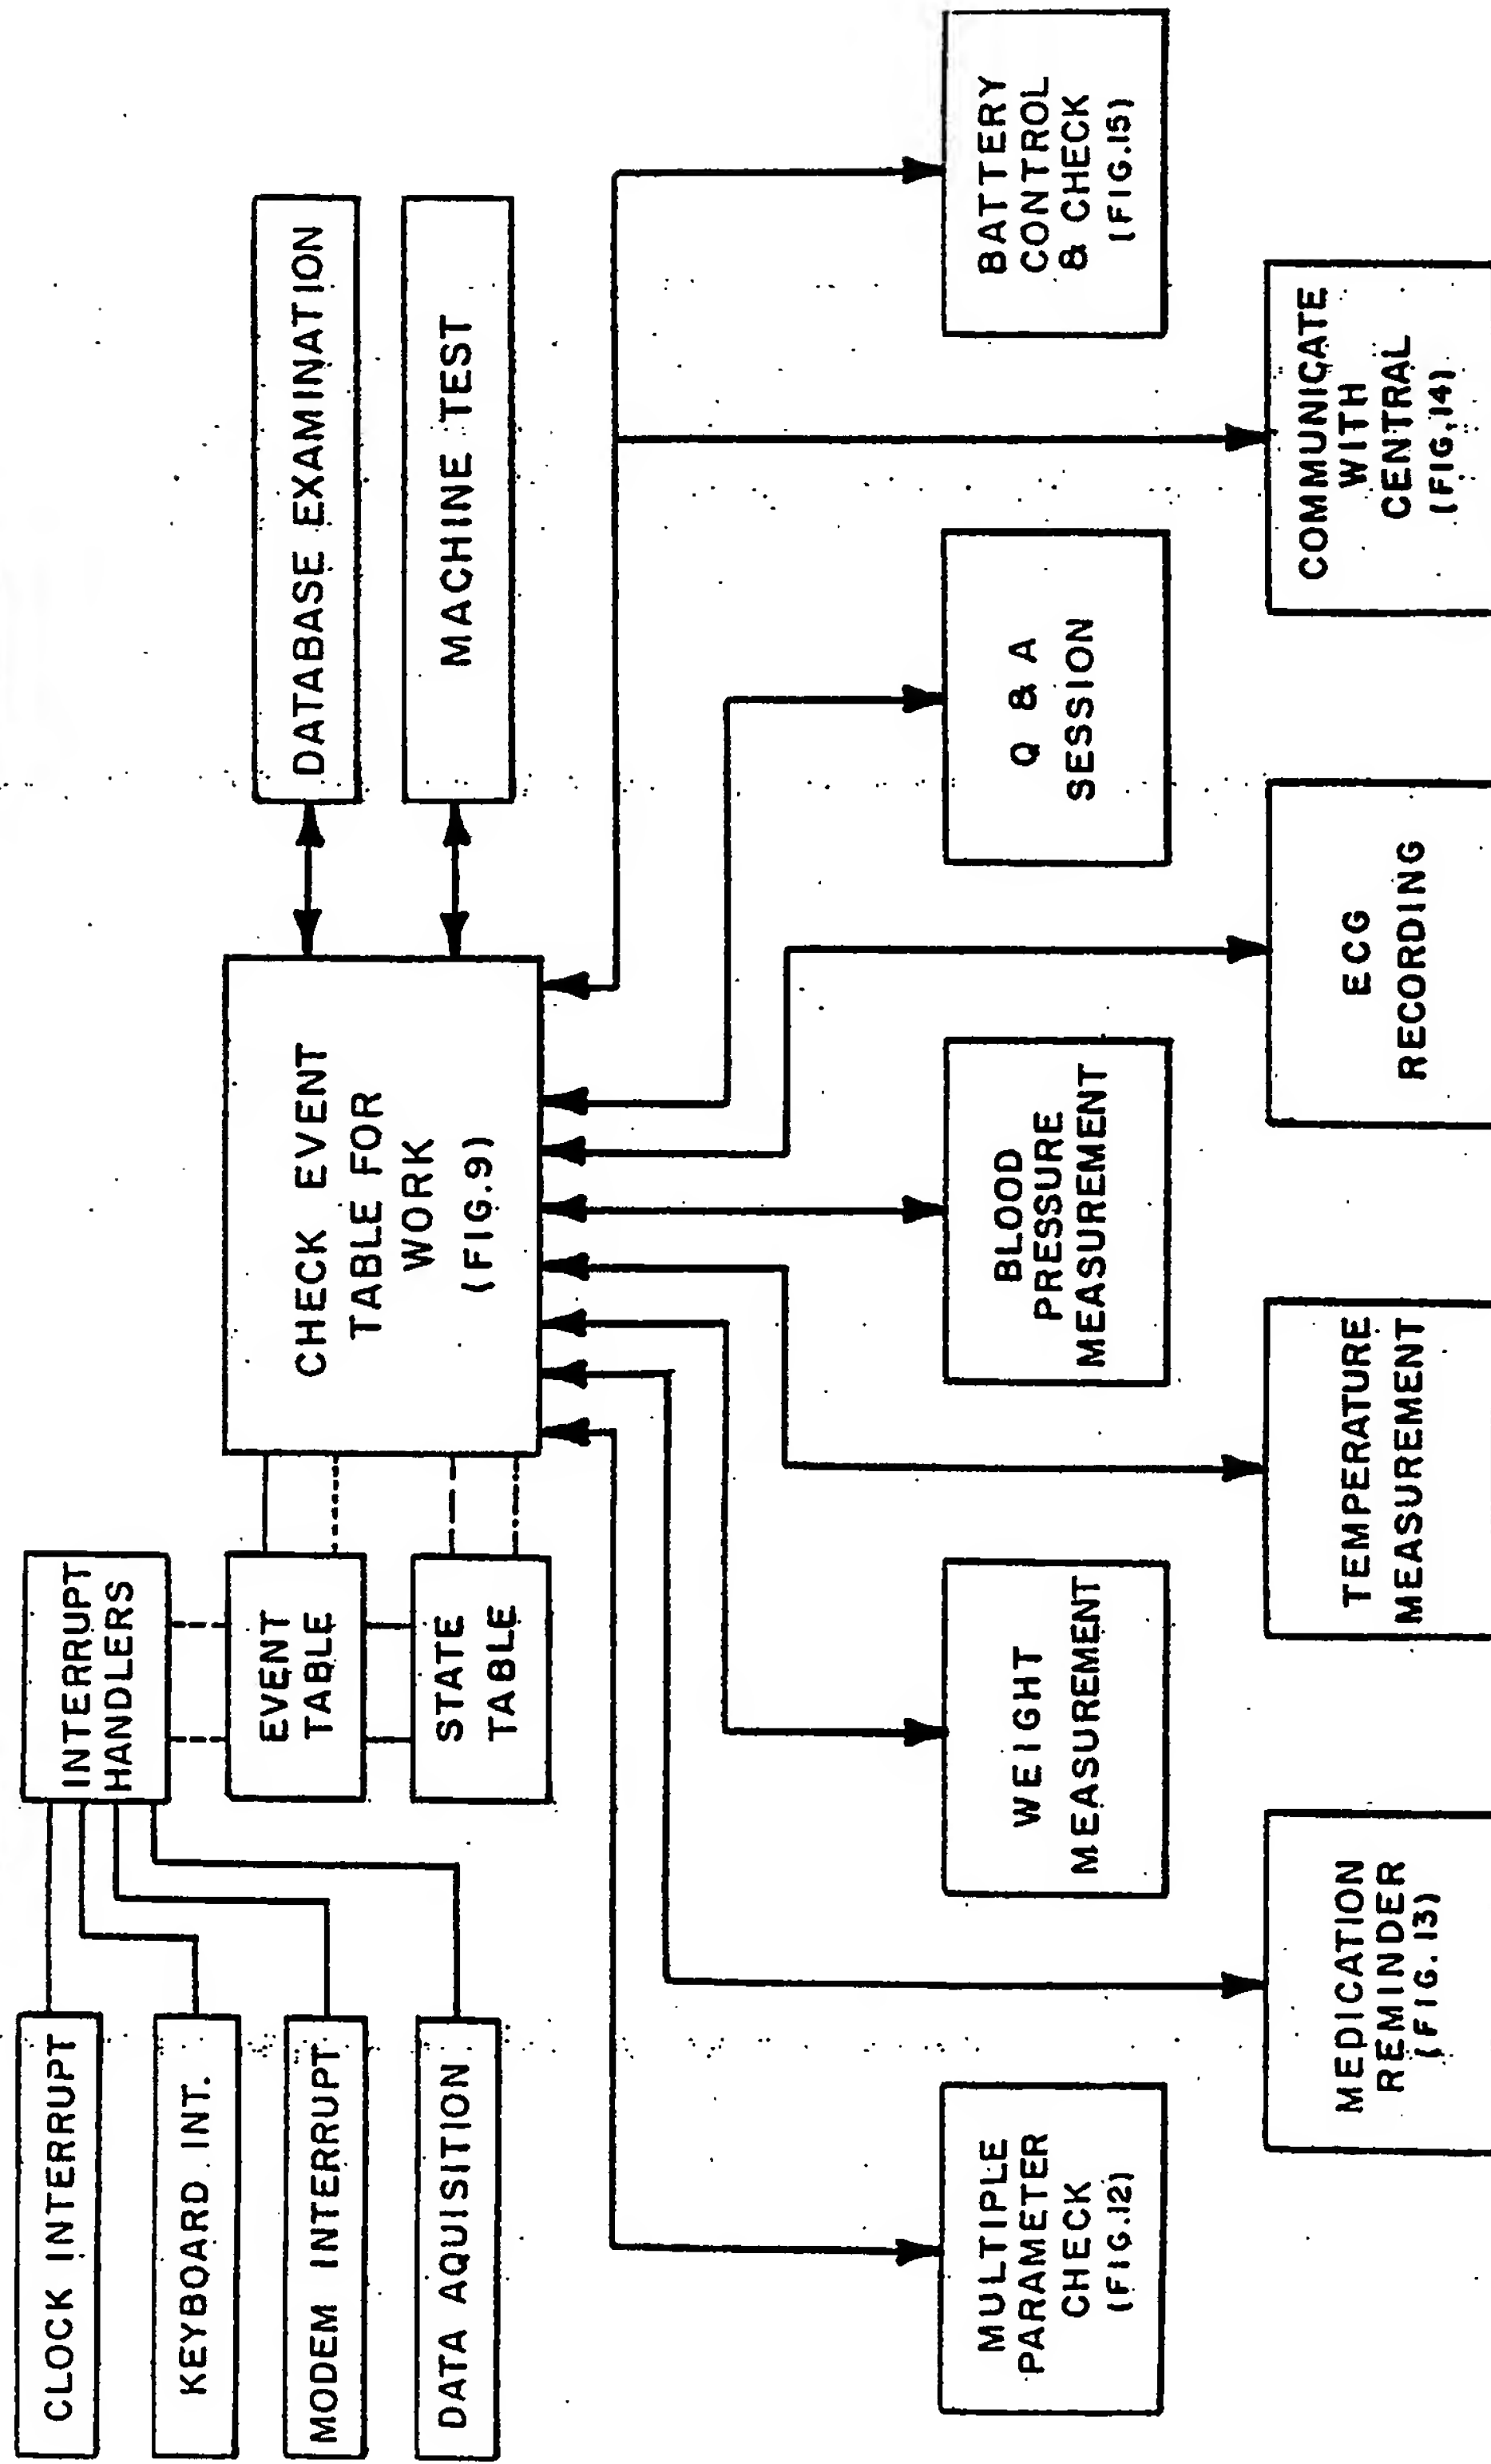 CLOCK INTERRUPT
KEYBOARD INT.
MODEM INTERRUPT
DATA AQUISITION
INTERRUPT
HANDLERS
EVENT
TABLE
STATE
TABLE
CHECK EVENT
TABLE FOR
WORK
(FIG.9)
DATABASE EXAMINATION
MACHINE TEST
MULTIPLE
PARAMETER
CHECK
(FIG.12)
WEIGHT
MEASUREMENT
BLOOD
PRESSURE
MEASUREMENT
Q & A
SESSION
BATTERY
CONTROL
& CHECK
(FIG.15)
MEDICATION
REMINDER
(FIG.13)
TEMPERATURE
MEASUREMENT
ECG
RECORDING
COMMUNICATE
WITH
CENTRAL
(FIG.14)